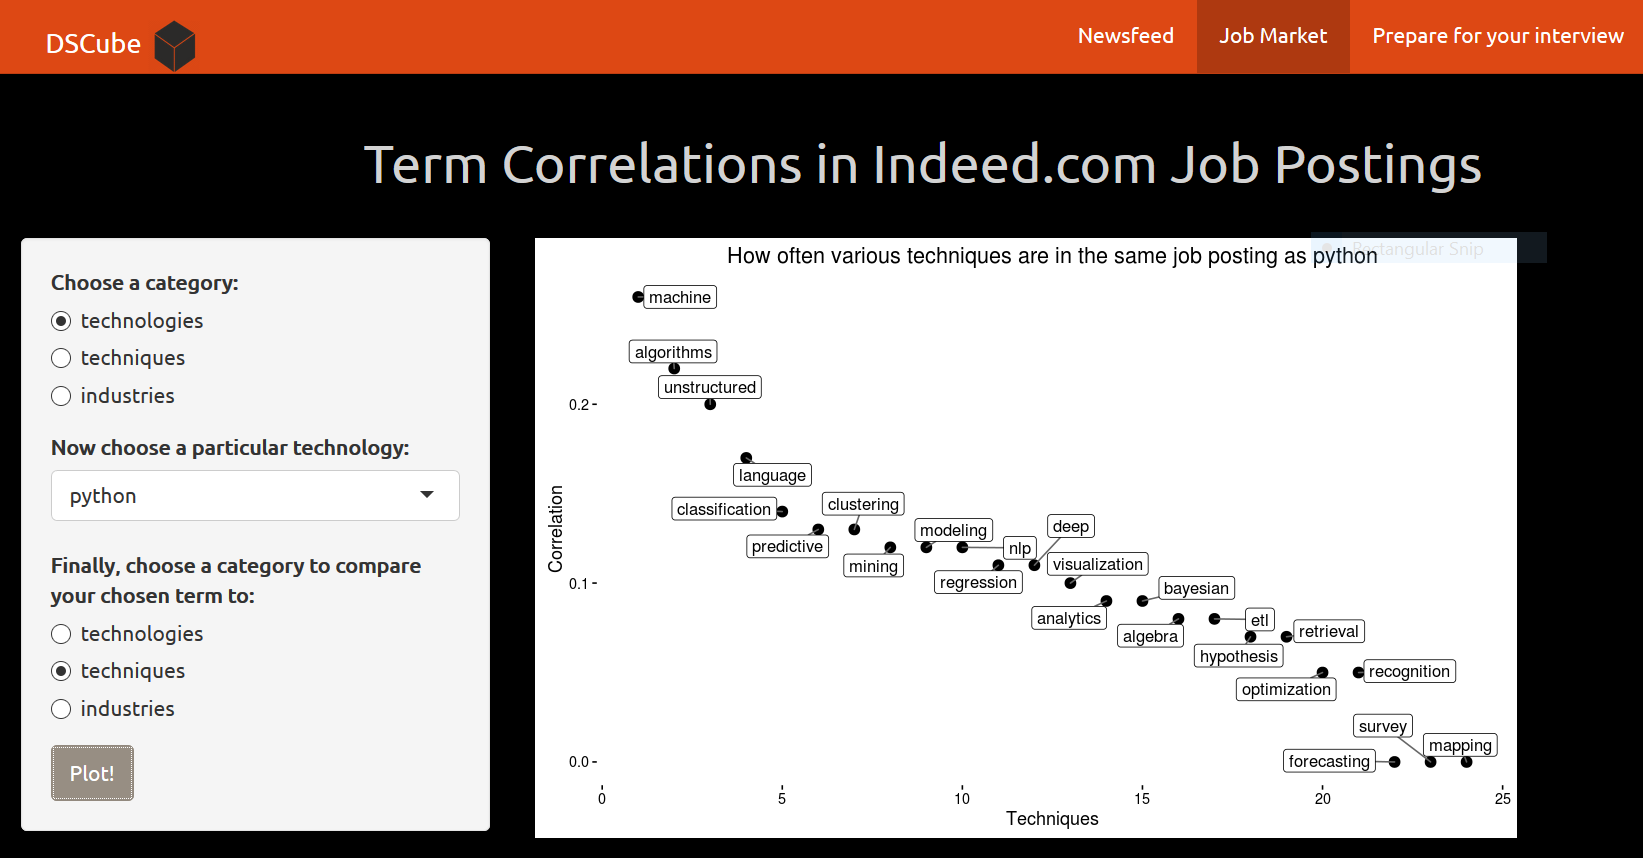 DSCube
Newsfeed
Job Market
Prepare for your interview
Term Correlations in Indeed.com Job Postings
Choose a category:
technologies
techniques
industries
Now choose a particular technology:
python
Finally, choose a category to compare
your chosen term to:
technologies
techniques
industries
Plot!
Rectangular Snip
How often various techniques are in the same job posting as python
machine
algorithms
unstructured
0.2
language
classification
clustering
predictive
mining
modeling
nlp
deep
regression
visualization
Correlation
0.1
analytics
bayesian
algebra
etl
retrieval
hypothesis
optimization
recognition
survey
mapping
forecasting
0.0
0 5 10 15 20 25
Techniques